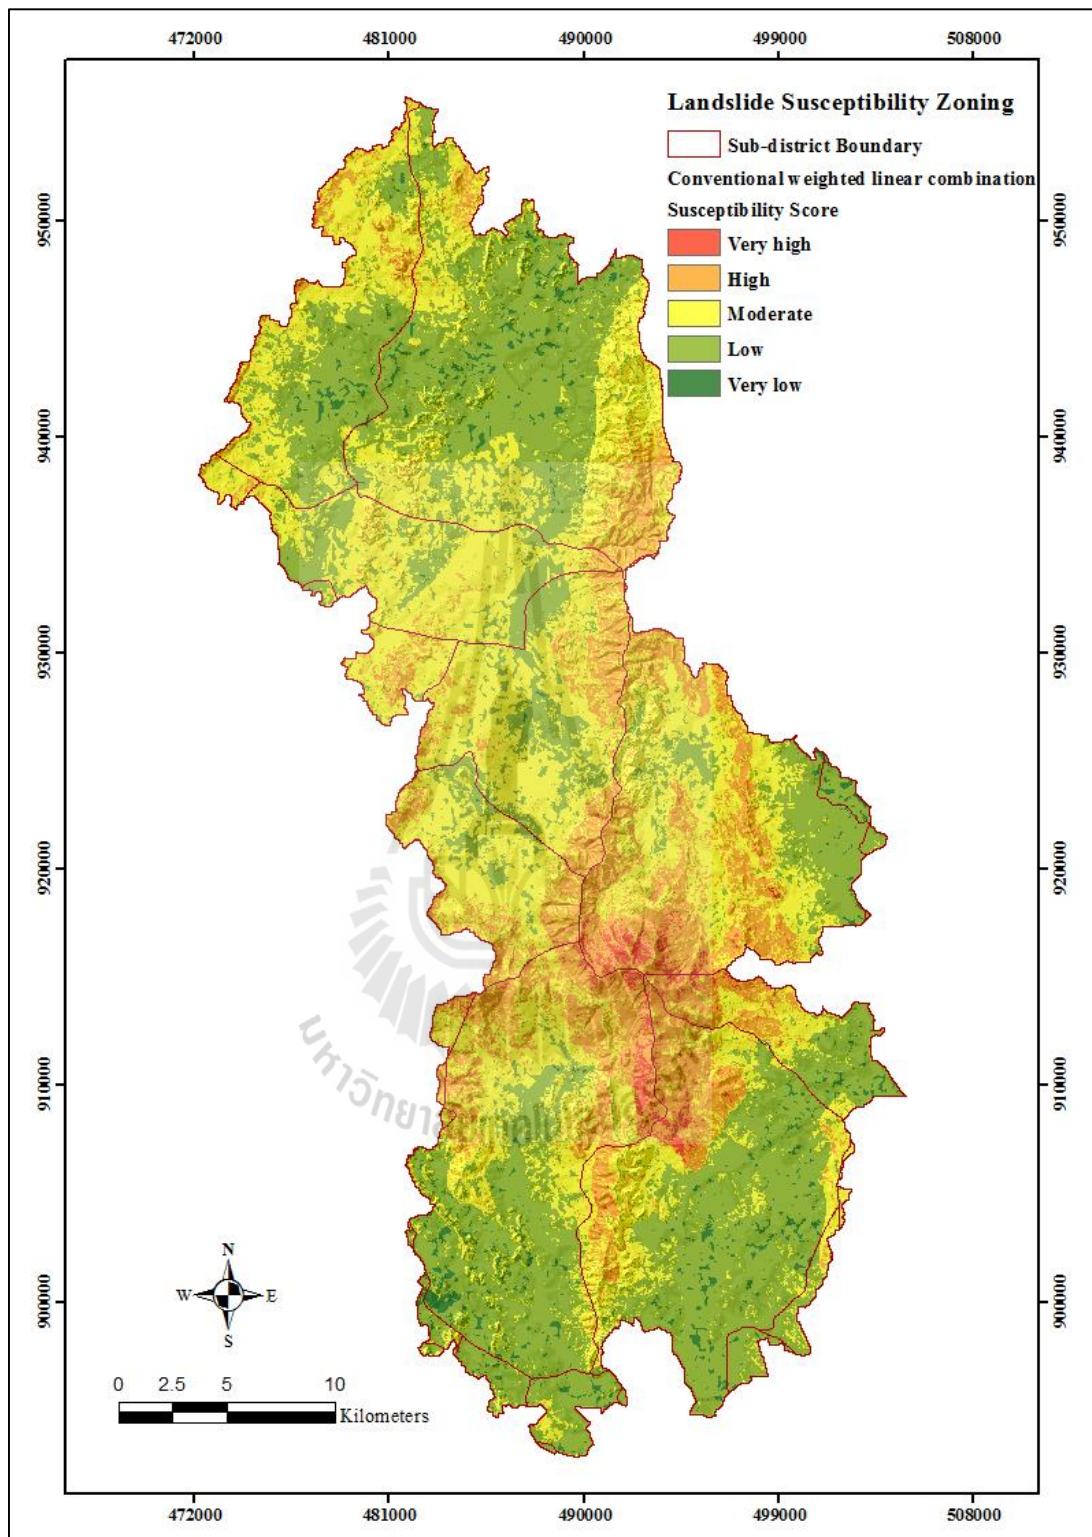 472000 481000 490000 499000 508000
Landslide Susceptibility Zoning
Sub-district Boundary
Conventional weighted linear combination
Susceptibility Score
Very high
High
Moderate
Low
Very low
950000 950000
940000 940000
930000 930000
920000 920000
910000 910000
900000 900000
N
W E
S
0 2.5 5 10
Kilometers
472000 481000 490000 499000 508000